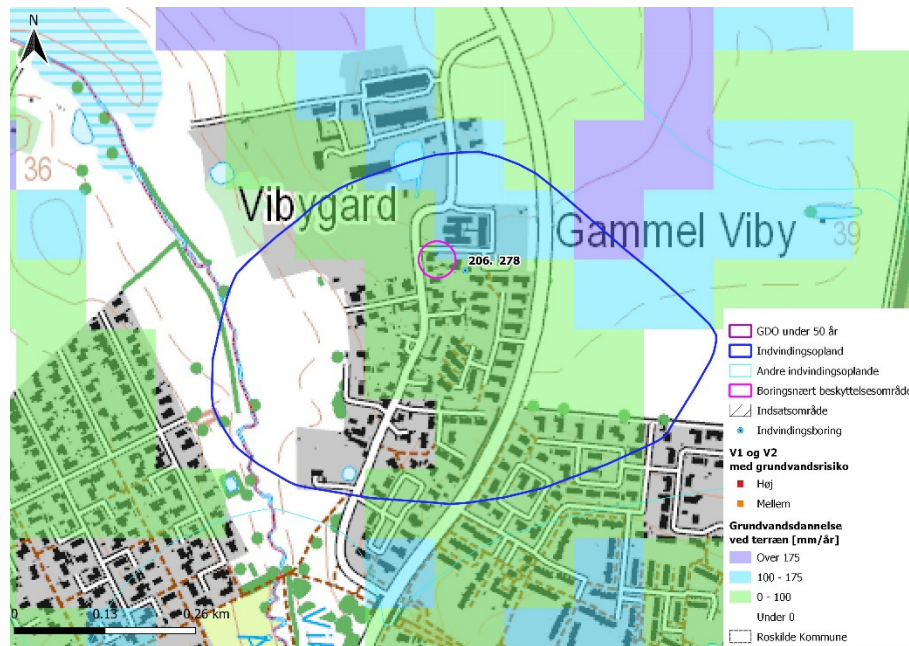 N
36
Vibygård
Gammel Viby
39
206. 278
GDO under 50 år
Indvindingsopland
Andre indvindingsoplande
Boringsnært beskyttelsesområde
Indsatsområde
Indvindingsboring
V1 og V2
med grundvandsrisiko
Høj
Mellem
Grundvandsdannelse
ved terræn [mm/år]
Over 175
100 - 175
0 - 100
Under 0
Roskilde Kommune
0 0.13 0.26 km